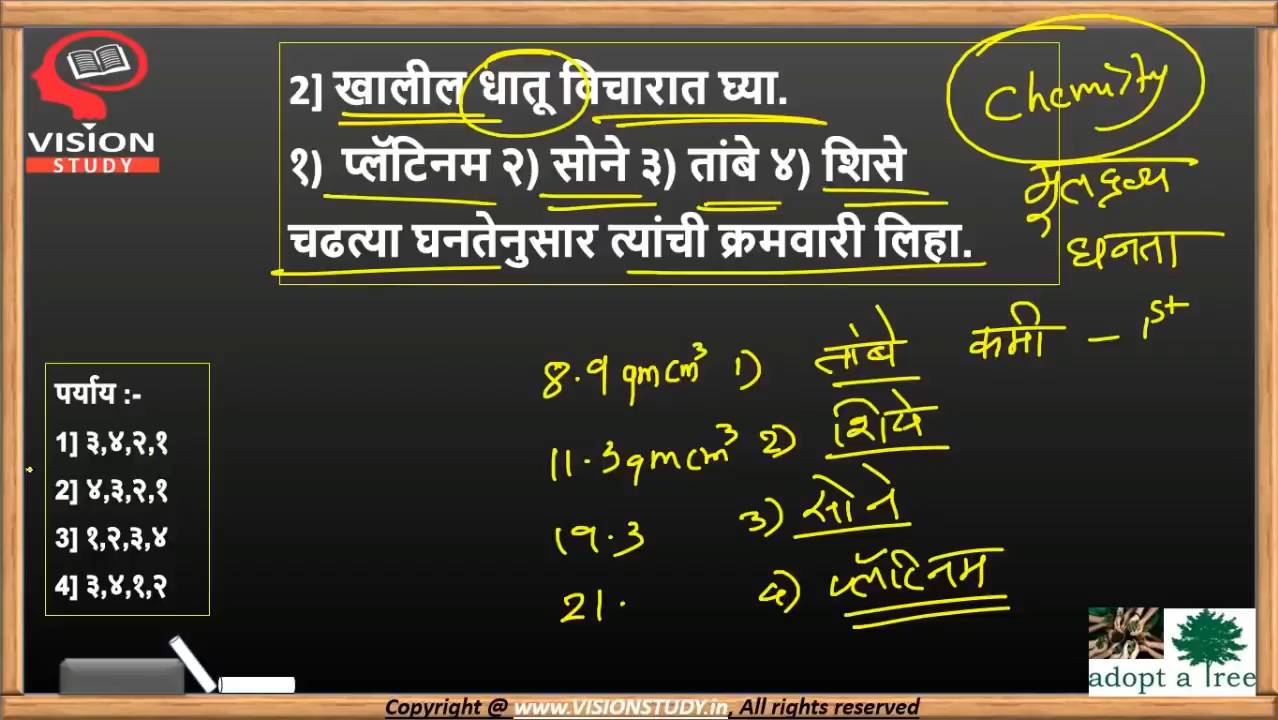 VISION
STUDY
2] खालील धातू विचारात घ्या.
१) प्लॅटिनम २) सोने ३) तांबे ४) शिसे
चढत्या घनतेनुसार त्यांची क्रमवारी लिहा.
Chemistry
मूलद्रव्य
घनता
8.9 gmcm³ 1) तांबे कमी - 1st
11.3 gmcm³ 2) शिसे
19.3 3) सोने
21. ४) प्लॅटिनम
पर्याय :-
1] ३,४,२,१
2] ४,३,२,१
3] १,२,३,४
4] ३,४,१,२
adopt a Tree
Copyright @ www.VISIONSTUDY.in, All rights reserved